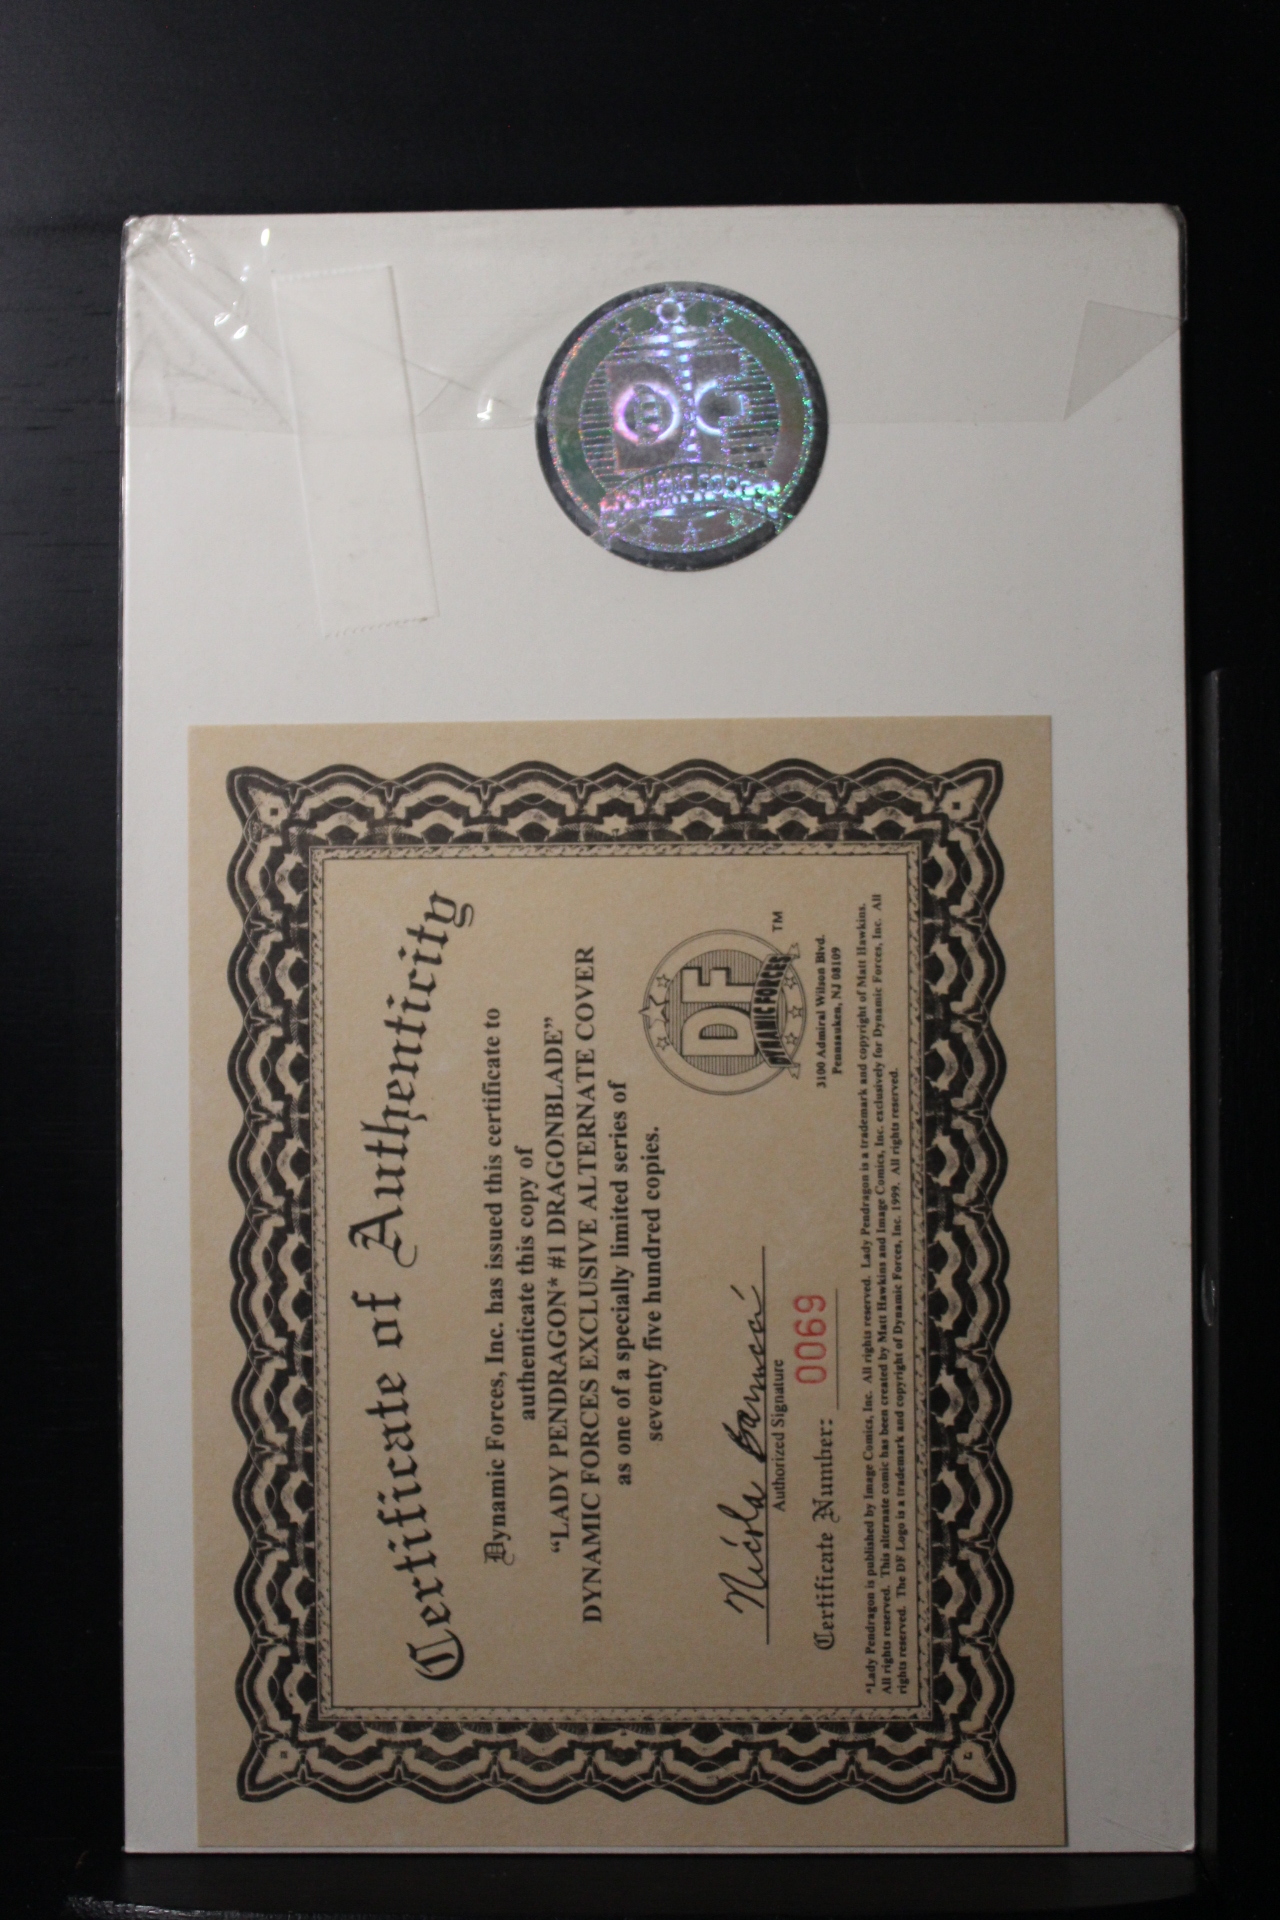 Certificate of Authenticity
Dynamic Forces, Inc. has issued this certificate to
authenticate this copy of
“LADY PENDRAGON* #1 DRAGONBLADE”
DYNAMIC FORCES EXCLUSIVE ALTERNATE COVER
as one of a specially limited series of
seventy five hundred copies.
Nicola Barrucci
Authorized Signature
Certificate Number: 0069
DF
DYNAMIC FORCES
TM
3100 Admiral Wilson Blvd.
Pennsauken, NJ 08109
*Lady Pendragon is published by Image Comics, Inc. All rights reserved. Lady Pendragon is a trademark and copyright of Matt Hawkins.
All rights reserved. This alternate comic has been created by Matt Hawkins and Image Comics, Inc. exclusively for Dynamic Forces, Inc. All
rights reserved. The DF Logo is a trademark and copyright of Dynamic Forces, Inc. 1999. All rights reserved.
DF
DYNAMIC FORCES